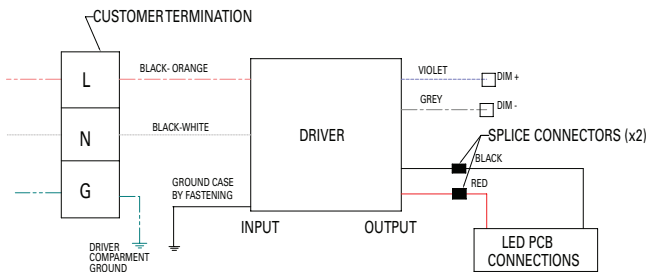 CUSTOMER TERMINATION
L
BLACK- ORANGE
N
BLACK-WHITE
G
GROUND CASE
BY FASTENING
DRIVER
COMPARMENT
GROUND
DRIVER
INPUT
OUTPUT
VIOLET
DIM +
GREY
DIM -
SPLICE CONNECTORS (x2)
BLACK
RED
LED PCB
CONNECTIONS